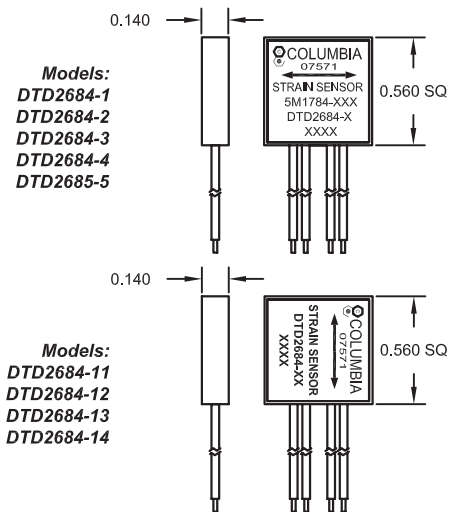 0.140
COLUMBIA
07571
STRAIN SENSOR
5M1784-XXX
DTD2684-X
XXXX
0.560 SQ
Models:
DTD2684-1
DTD2684-2
DTD2684-3
DTD2684-4
DTD2685-5
0.140
COLUMBIA
07571
STRAIN SENSOR
DTD2684-XX
XXXX
0.560 SQ
Models:
DTD2684-11
DTD2684-12
DTD2684-13
DTD2684-14